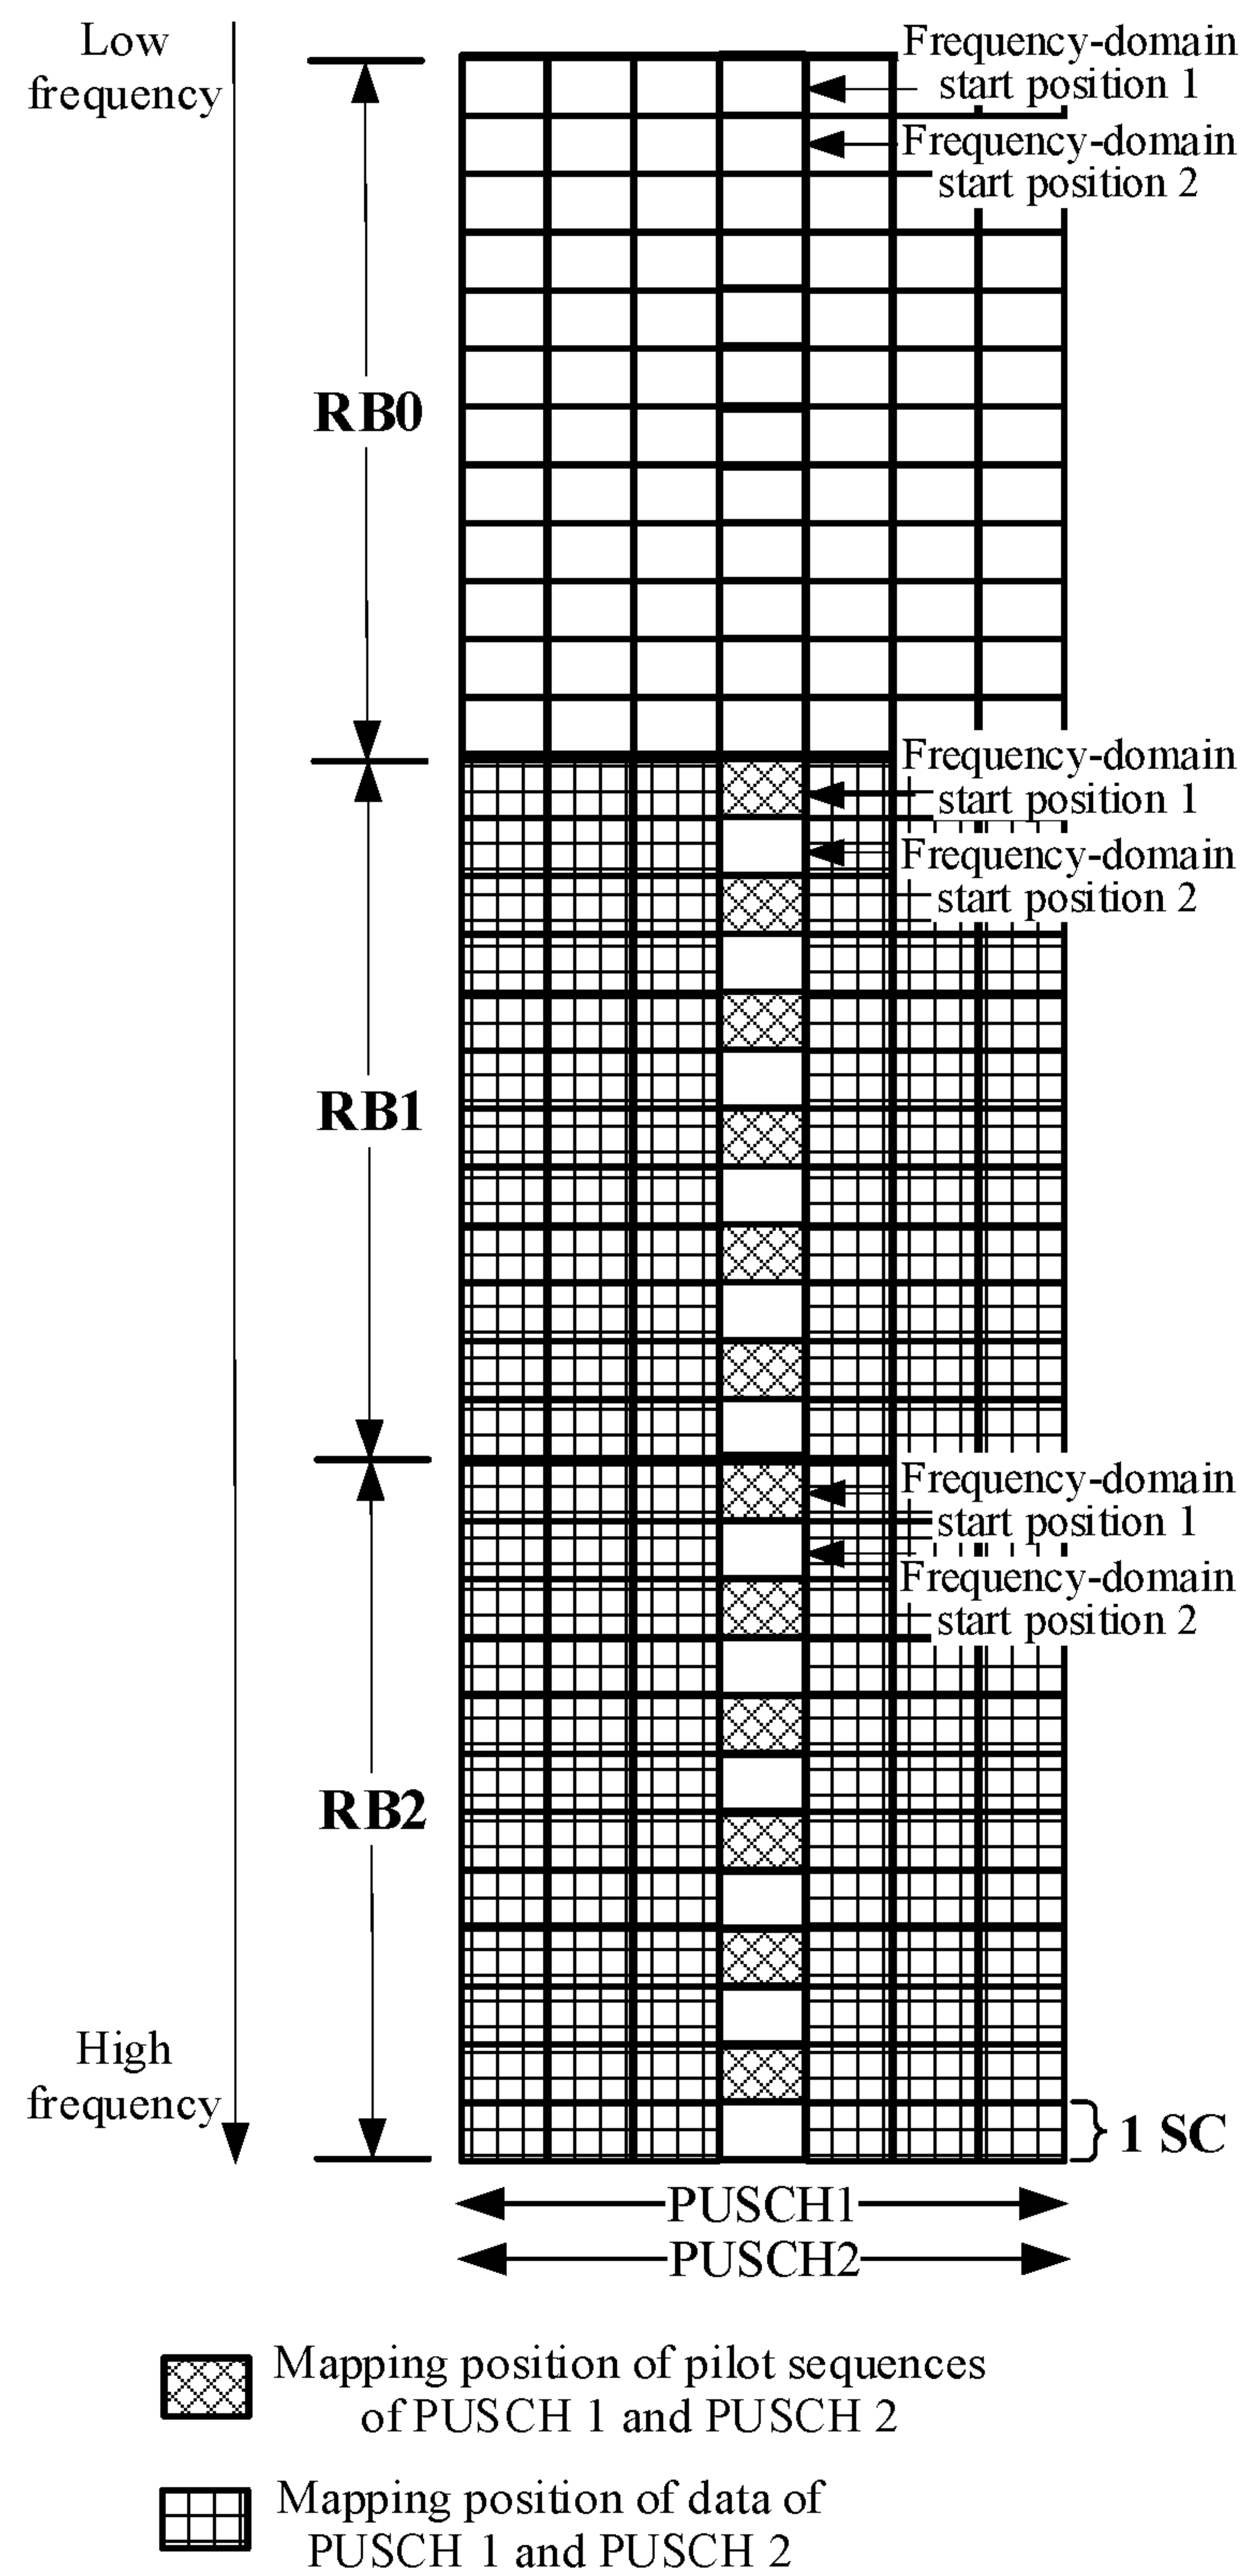 Low
frequency
Frequency-domain
start position 1
Frequency-domain
start position 2
RB0
Frequency-domain
start position 1
Frequency-domain
start position 2
RB1
Frequency-domain
start position 1
Frequency-domain
start position 2
RB2
High
frequency
1 SC
PUSCH1
PUSCH2
Mapping position of pilot sequences
of PUSCH 1 and PUSCH 2
Mapping position of data of
PUSCH 1 and PUSCH 2